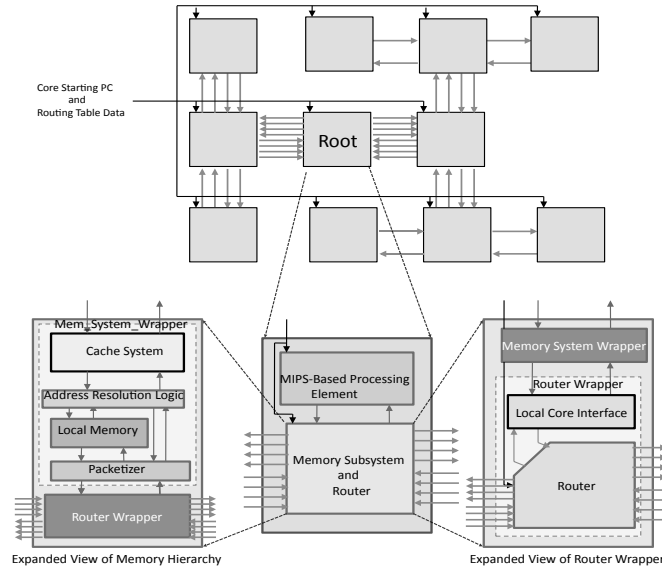 Core Starting PC
and
Routing Table Data
Root
Mem_System_Wrapper
Cache System
Address Resolution Logic
Local Memory
Packetizer
Router Wrapper
Expanded View of Memory Hierarchy
MIPS-Based Processing
Element
Memory Subsystem
and
Router
Memory System Wrapper
Router Wrapper
Local Core Interface
Router
Expanded View of Router Wrapper